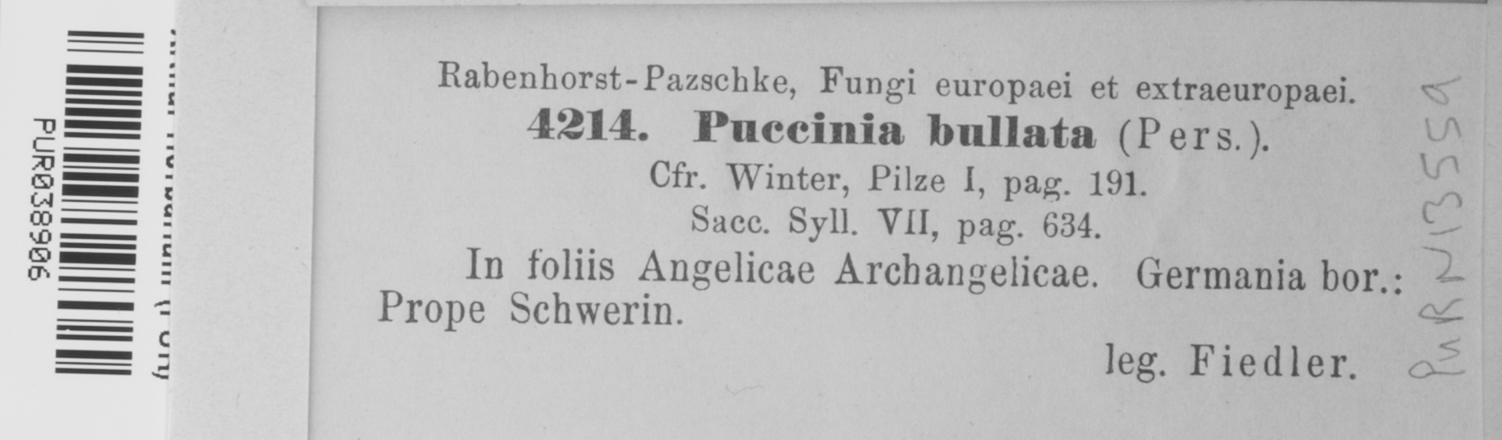 PUR038906
Rabenhorst-Pazschke, Fungi europaei et extraeuropaei.
4214. Puccinia bullata (Pers.).
Cfr. Winter, Pilze I, pag. 191.
Sacc. Syll. VII, pag. 634.
In foliis Angelicae Archangelicae. Germania bor.:
Prope Schwerin.
leg. Fiedler.
PUR N13559